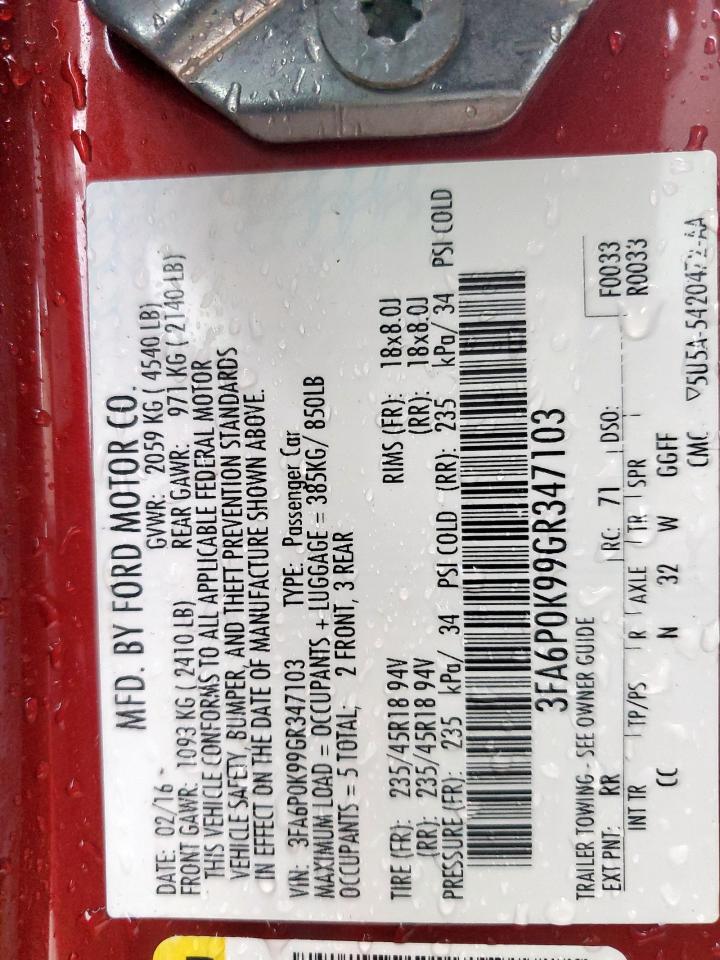 MFD. BY FORD MOTOR CO.
DATE: 02/16 GVWR: 2059 KG ( 4540 LB)
FRONT GAWR: 1093 KG ( 2410 LB) REAR GAWR: 971 KG ( 2140 LB)
THIS VEHICLE CONFORMS TO ALL APPLICABLE FEDERAL MOTOR
VEHICLE SAFETY, BUMPER, AND THEFT PREVENTION STANDARDS
IN EFFECT ON THE DATE OF MANUFACTURE SHOWN ABOVE.
VIN: 3FA6P0K99GR347103 TYPE: Passenger Car
MAXIMUM LOAD = OCCUPANTS + LUGGAGE = 385KG/ 850LB
OCCUPANTS = 5 TOTAL; 2 FRONT, 3 REAR
TIRE (FR): 235/45R18 94V RIMS (FR): 18x8.0J
(RR): 235/45R18 94V (RR): 18x8.0J
PRESSURE (FR): 235 kPa/ 34 PSI COLD (RR): 235 kPa/ 34 PSI COLD
3FA6P0K99GR347103
TRAILER TOWING - SEE OWNER GUIDE F0033
EXT PNT: RR RC: 71 DSO: R0033
INT TR TP/PS R AXLE TR SPR
CC N 32 W GGFF
CMC ▽5U5A-5420472-AA